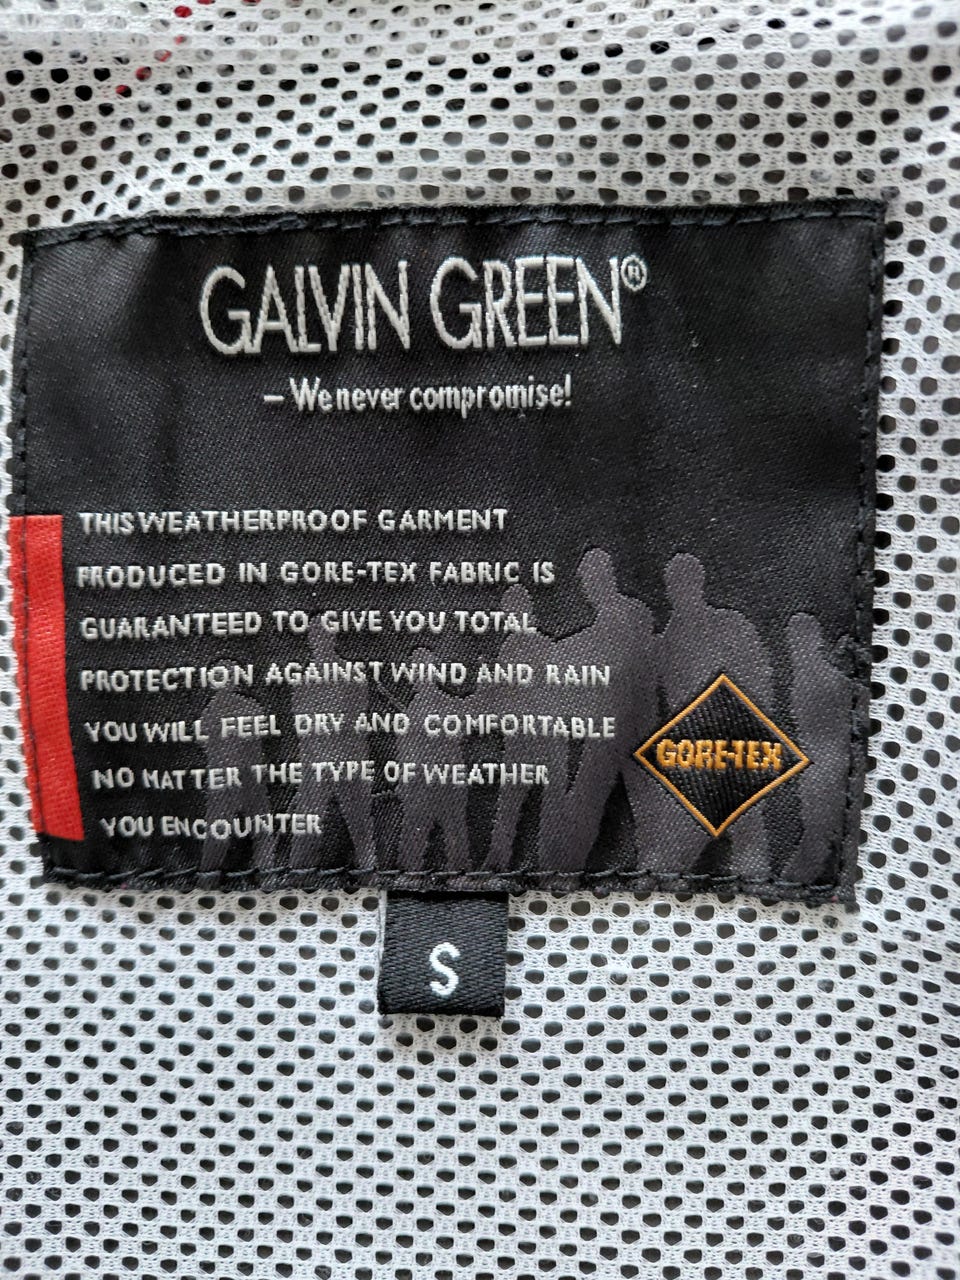 GALVIN GREEN®
– We never compromise!
THIS WEATHERPROOF GARMENT
PRODUCED IN GORE-TEX FABRIC IS
GUARANTEED TO GIVE YOU TOTAL
PROTECTION AGAINST WIND AND RAIN
YOU WILL FEEL DRY AND COMFORTABLE
NO MATTER THE TYPE OF WEATHER
YOU ENCOUNTER
GORE-TEX
S